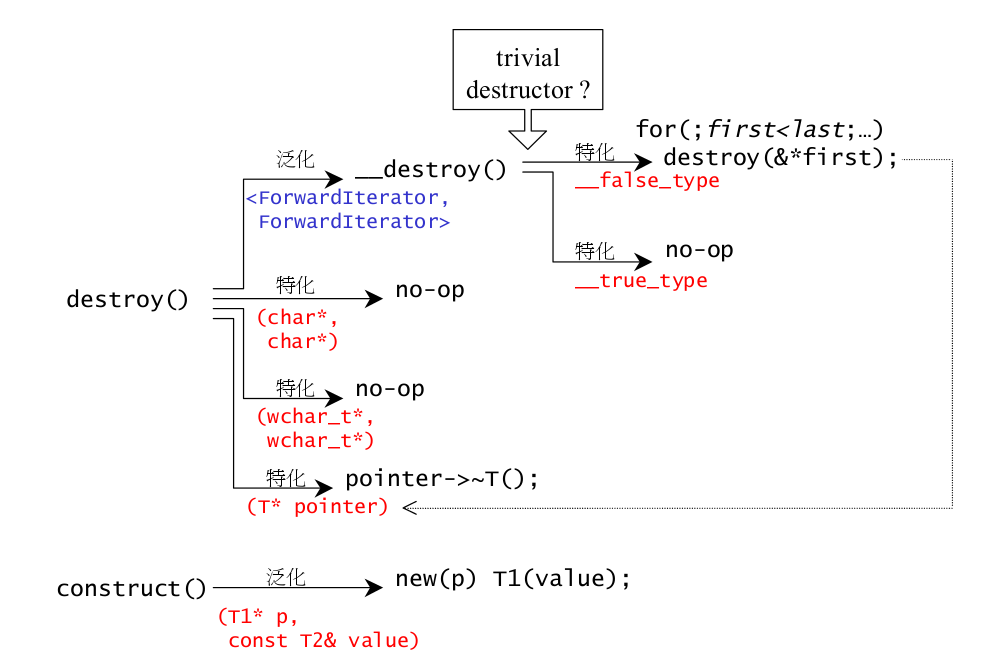 trivial
destructor ?
for(;first<last;…)
泛化
__destroy()
特化
destroy(&*first);
__false_type
<ForwardIterator,
ForwardIterator>
特化
no-op
__true_type
destroy()
特化
no-op
(char*,
char*)
特化
no-op
(wchar_t*,
wchar_t*)
特化
pointer->~T();
(T* pointer)
construct()
泛化
new(p) T1(value);
(T1* p,
const T2& value)